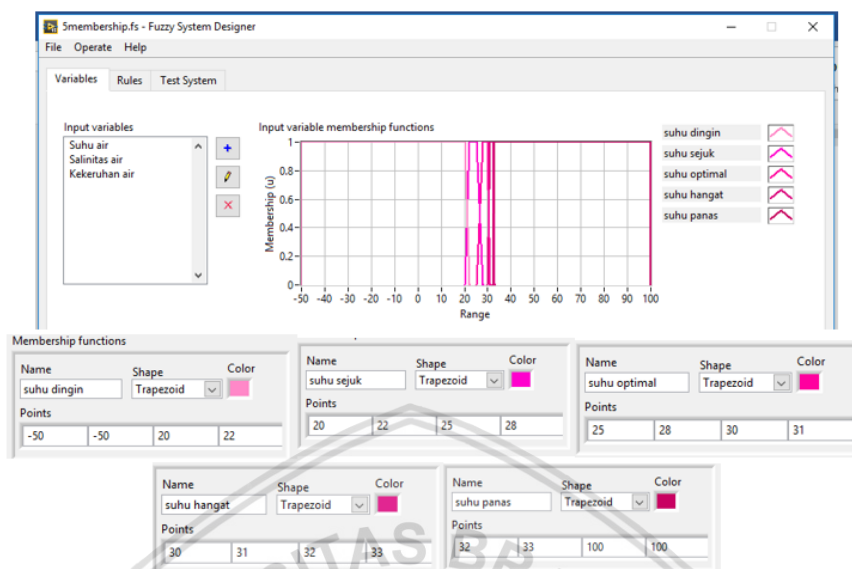 5membership.fs - Fuzzy System Designer
File Operate Help
Variables Rules Test System
Input variables
Suhu air
Salinitas air
Kekeruhan air
Input variable membership functions
Membership (u)
1
0.8
0.6
0.4
0.2
0
-50 -40 -30 -20 -10 0 10 20 30 40 50 60 70 80 90 100
Range
suhu dingin
suhu sejuk
suhu optimal
suhu hangat
suhu panas
Membership functions
Name Shape Color
suhu dingin Trapezoid
Points
-50 -50 20 22
Name Shape Color
suhu sejuk Trapezoid
Points
20 22 25 28
Name Shape Color
suhu optimal Trapezoid
Points
25 28 30 31
Name Shape Color
suhu hangat Trapezoid
Points
30 31 32 33
Name Shape Color
suhu panas Trapezoid
Points
32 33 100 100